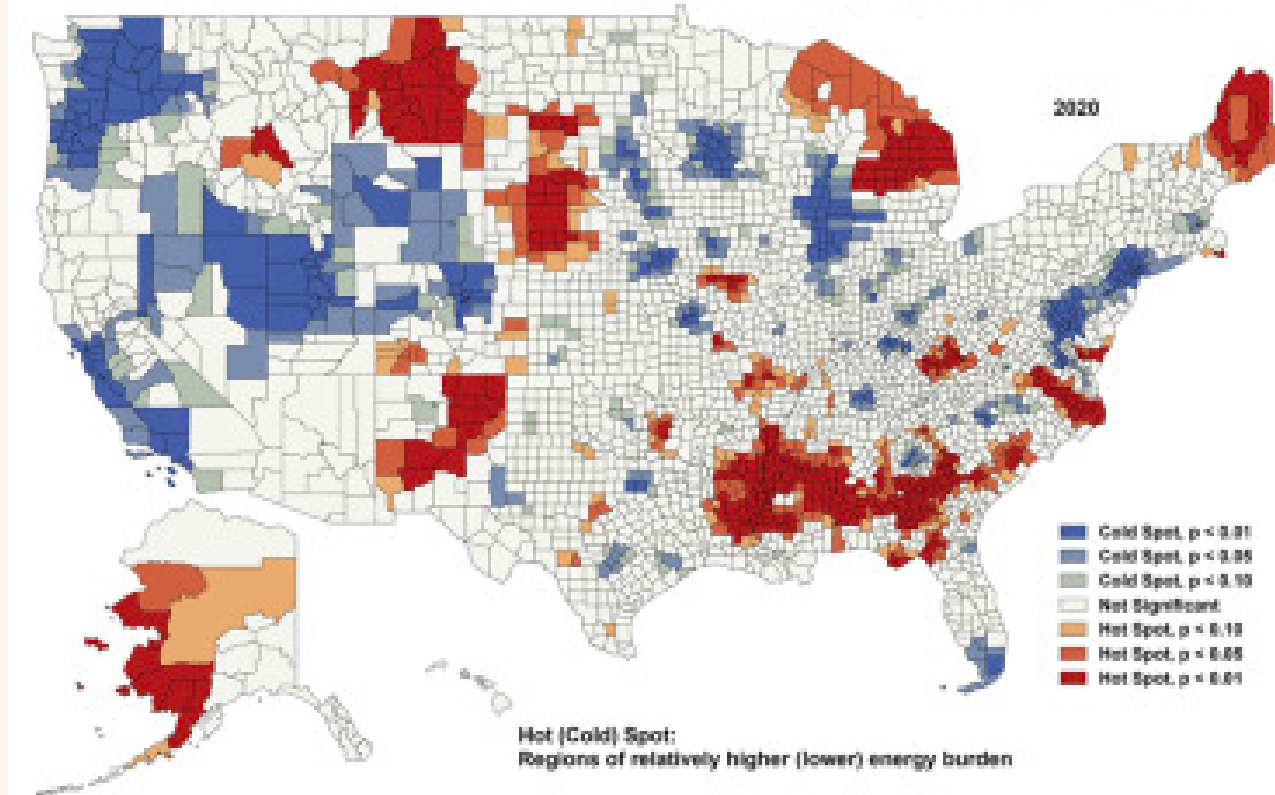 2020
Cold Spot, p < 0.01
Cold Spot, p < 0.05
Cold Spot, p < 0.10
Not Significant
Hot Spot, p < 0.10
Hot Spot, p < 0.05
Hot Spot, p < 0.01
Hot (Cold) Spot:
Regions of relatively higher (lower) energy burden